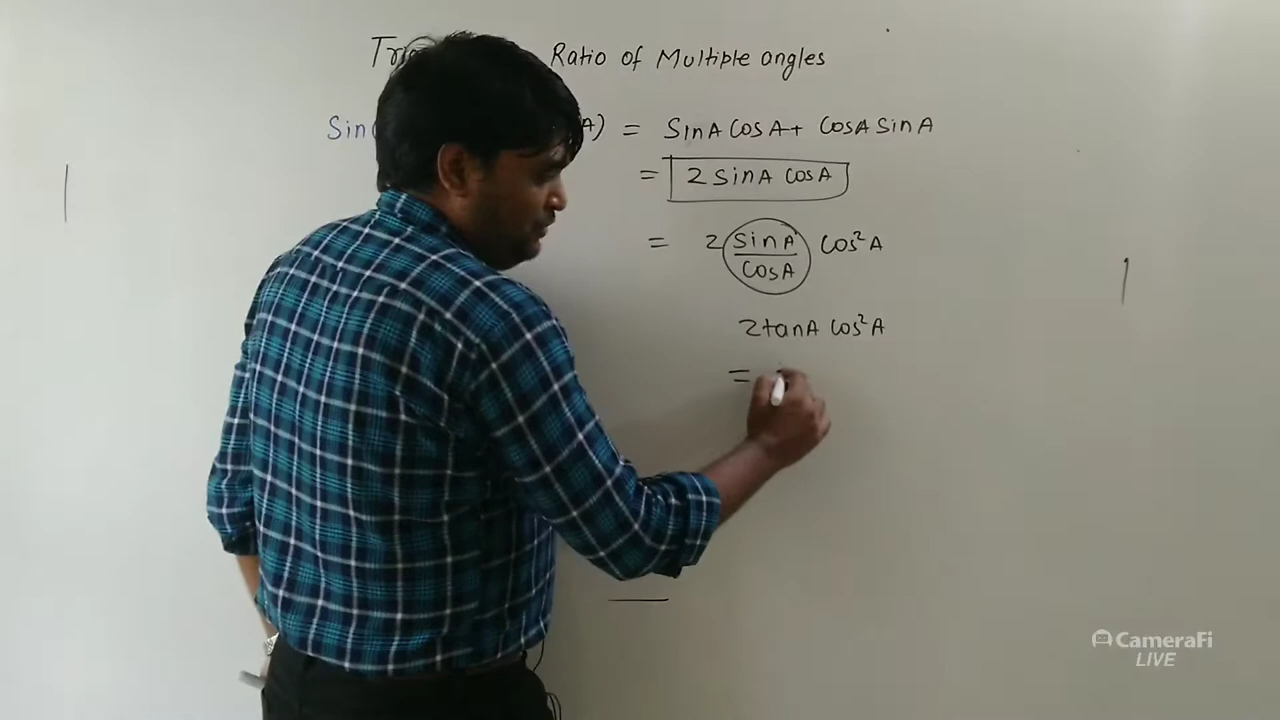 Ratio of Multiple angles
Sin A) = SinA CosA + CosA SinA
= 2 SinA CosA
= 2 SinA/CosA Cos²A
2tanA Cos²A
=
CameraFi
LIVE